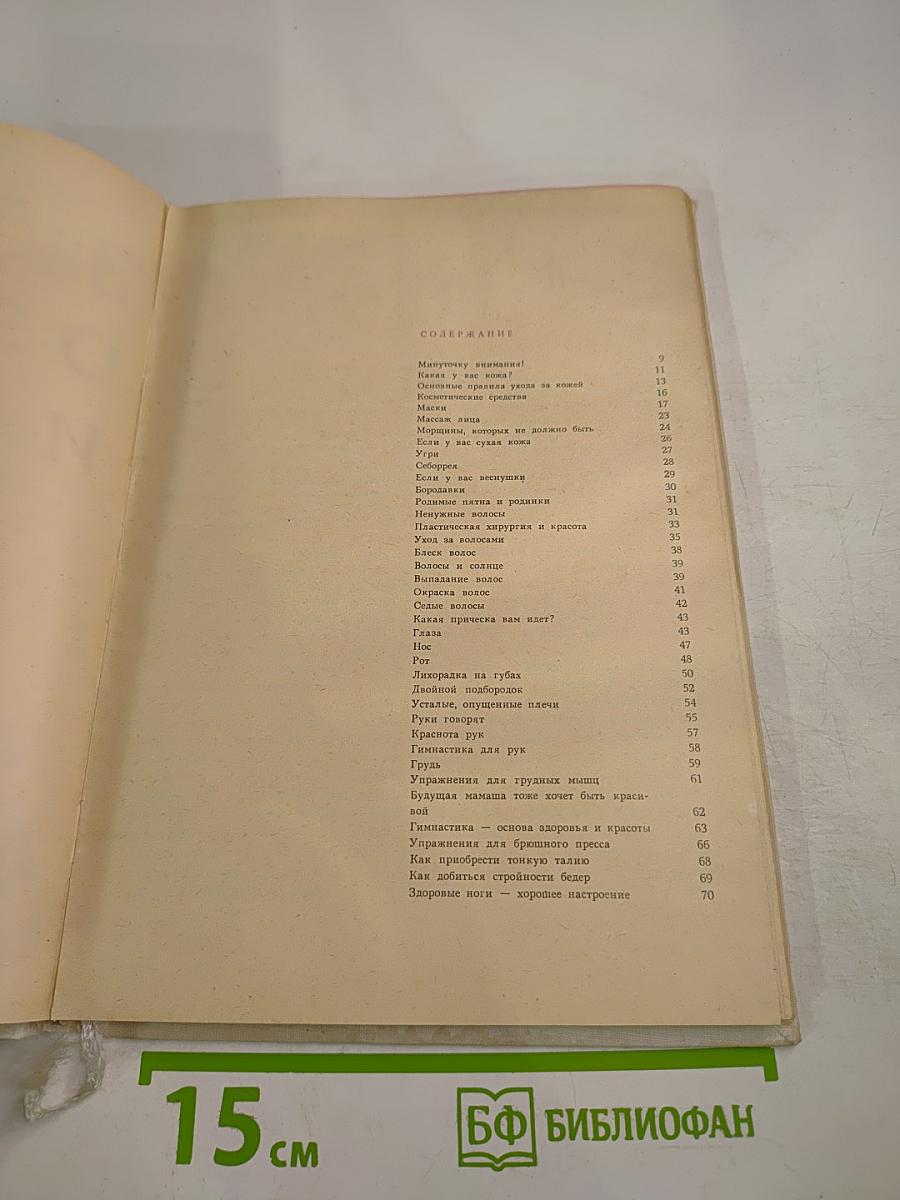 СОДЕРЖАНИЕ
Минуточку внимания! 9
Какая у вас кожа? 11
Основные правила ухода за кожей 13
Косметические средства 16
Маски 17
Массаж лица 23
Морщины, которых не должно быть 24
Если у вас сухая кожа 26
Угри 27
Себоррея 28
Если у вас веснушки 29
Бородавки 30
Родимые пятна и родинки 31
Ненужные волосы 31
Пластическая хирургия и красота 33
Уход за волосами 35
Блеск волос 38
Волосы и солнце 39
Выпадание волос 39
Окраска волос 41
Седые волосы 42
Какая прическа вам идет? 43
Глаза 43
Нос 47
Рот 48
Лихорадка на губах 50
Двойной подбородок 52
Усталые, опущенные плечи 54
Руки говорят 55
Краснота рук 57
Гимнастика для рук 58
Грудь 59
Упражнения для грудных мышц 61
Будущая мамаша тоже хочет быть краси-
вой 62
Гимнастика — основа здоровья и красоты 63
Упражнения для брюшного пресса 66
Как приобрести тонкую талию 68
Как добиться стройности бедер 69
Здоровые ноги — хорошее настроение 70
15 см
БФ БИБЛИОФАН